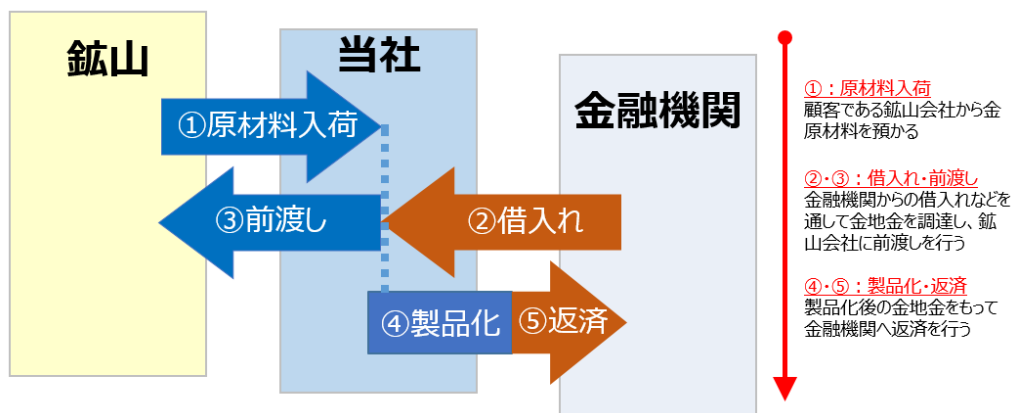 鉱山
当社
金融機関
①原材料入荷
③前渡し
②借入れ
④製品化
⑤返済
①：原材料入荷
顧客である鉱山会社から金
原材料を預かる
②・③：借入れ・前渡し
金融機関からの借入れなどを
通して金地金を調達し、鉱
山会社に前渡しを行う
④・⑤：製品化・返済
製品化後の金地金をもって
金融機関へ返済を行う